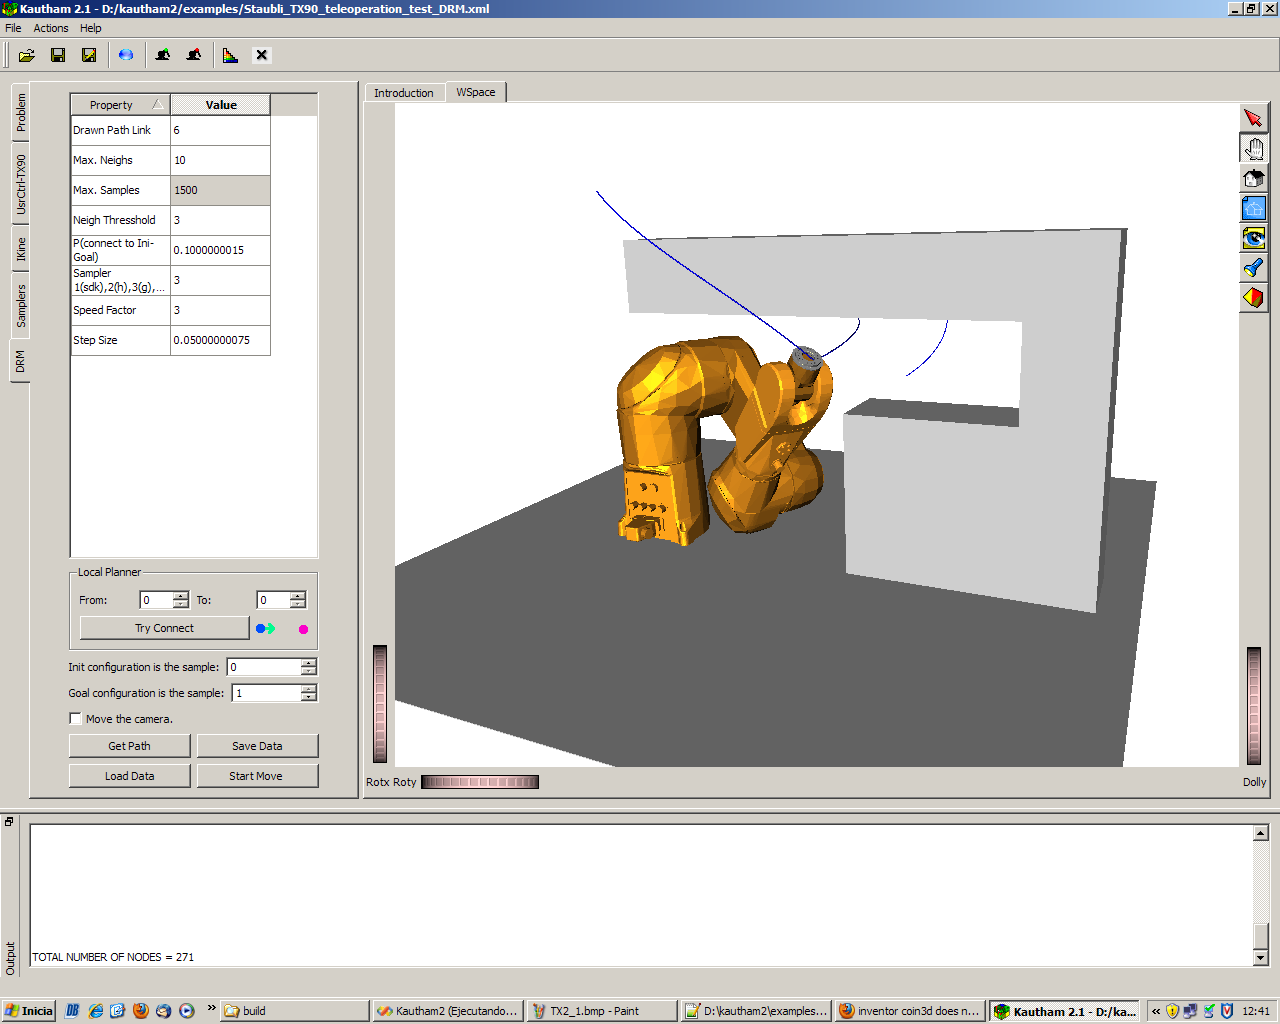 Kautham 2.1 - D:/kautham2/examples/Staubli_TX90_teleoperation_test_DRM.xml
File Actions Help
Introduction WSpace
Problem
UsrCtrl-TX90
IKine
Samplers
DRM
Property Value
Drawn Path Link 6
Max. Neighs 10
Max. Samples 1500
Neigh Thresshold 3
P(connect to Ini-
Goal) 0.1000000015
Sampler
1(sdk),2(h),3(g),... 3
Speed Factor 3
Step Size 0.05000000075
Local Planner
From: 0 To: 0
Try Connect
Init configuration is the sample: 0
Goal configuration is the sample: 1
Move the camera.
Get Path Save Data
Load Data Start Move
Rotx Roty Dolly
Output
TOTAL NUMBER OF NODES = 271
Inicia DB » build Kautham2 (Ejecutando... TX2_1.bmp - Paint D:\kautham2\examples... inventor coin3d does n... Kautham 2.1 - D:/ka... « 12:41